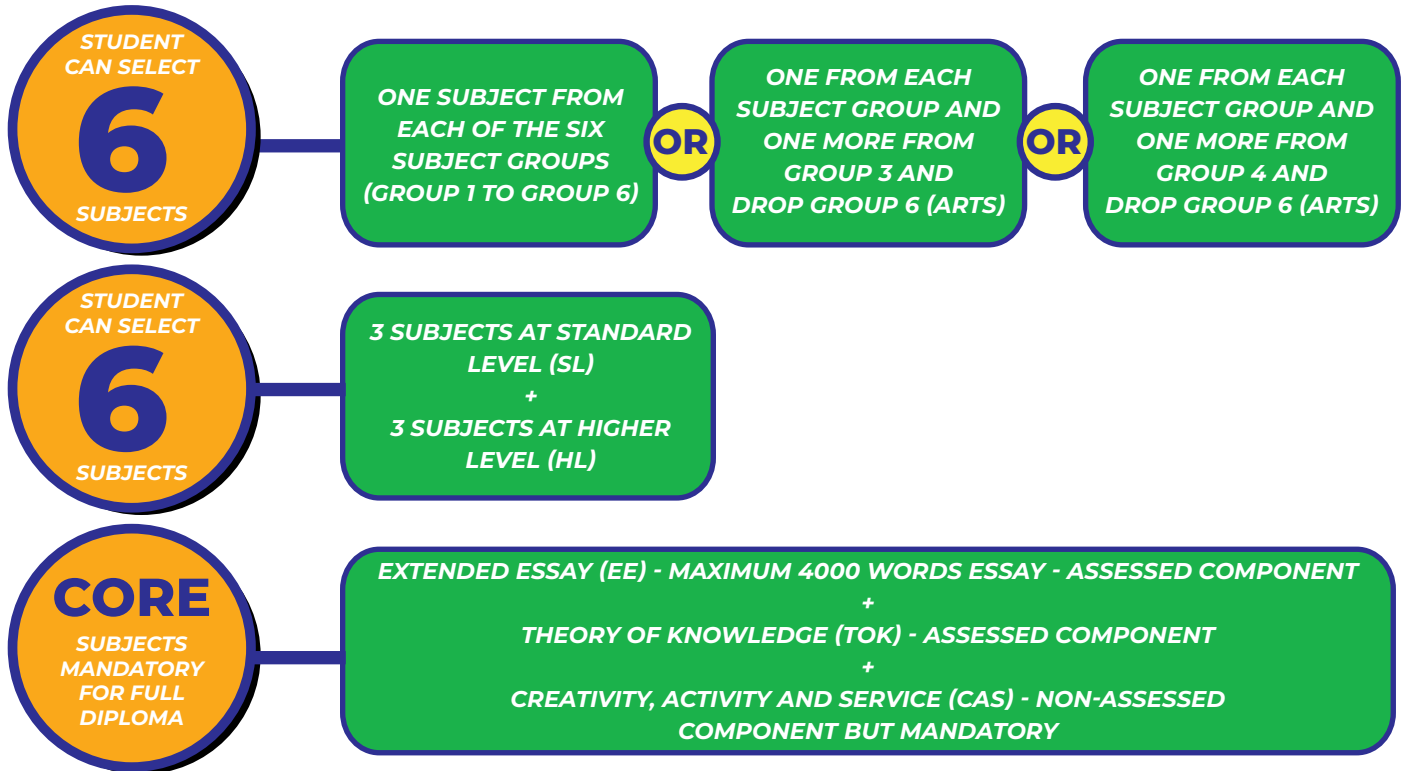 STUDENT
CAN SELECT
6
SUBJECTS
ONE SUBJECT FROM
EACH OF THE SIX
SUBJECT GROUPS
(GROUP 1 TO GROUP 6)
OR
ONE FROM EACH
SUBJECT GROUP AND
ONE MORE FROM
GROUP 3 AND
DROP GROUP 6 (ARTS)
OR
ONE FROM EACH
SUBJECT GROUP AND
ONE MORE FROM
GROUP 4 AND
DROP GROUP 6 (ARTS)
STUDENT
CAN SELECT
6
SUBJECTS
3 SUBJECTS AT STANDARD
LEVEL (SL)
+
3 SUBJECTS AT HIGHER
LEVEL (HL)
CORE
SUBJECTS
MANDATORY
FOR FULL
DIPLOMA
EXTENDED ESSAY (EE) - MAXIMUM 4000 WORDS ESSAY - ASSESSED COMPONENT
+
THEORY OF KNOWLEDGE (TOK) - ASSESSED COMPONENT
+
CREATIVITY, ACTIVITY AND SERVICE (CAS) - NON-ASSESSED
COMPONENT BUT MANDATORY